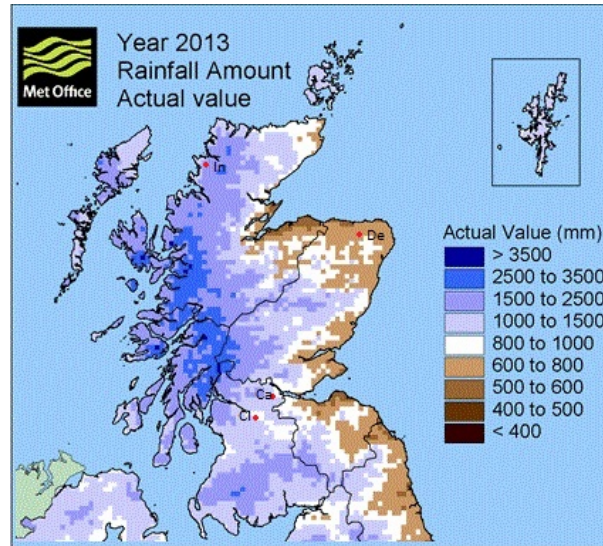 Met Office
Year 2013
Rainfall Amount
Actual value
In
De
Ca
Cl
Actual Value (mm)
> 3500
2500 to 3500
1500 to 2500
1000 to 1500
800 to 1000
600 to 800
500 to 600
400 to 500
< 400